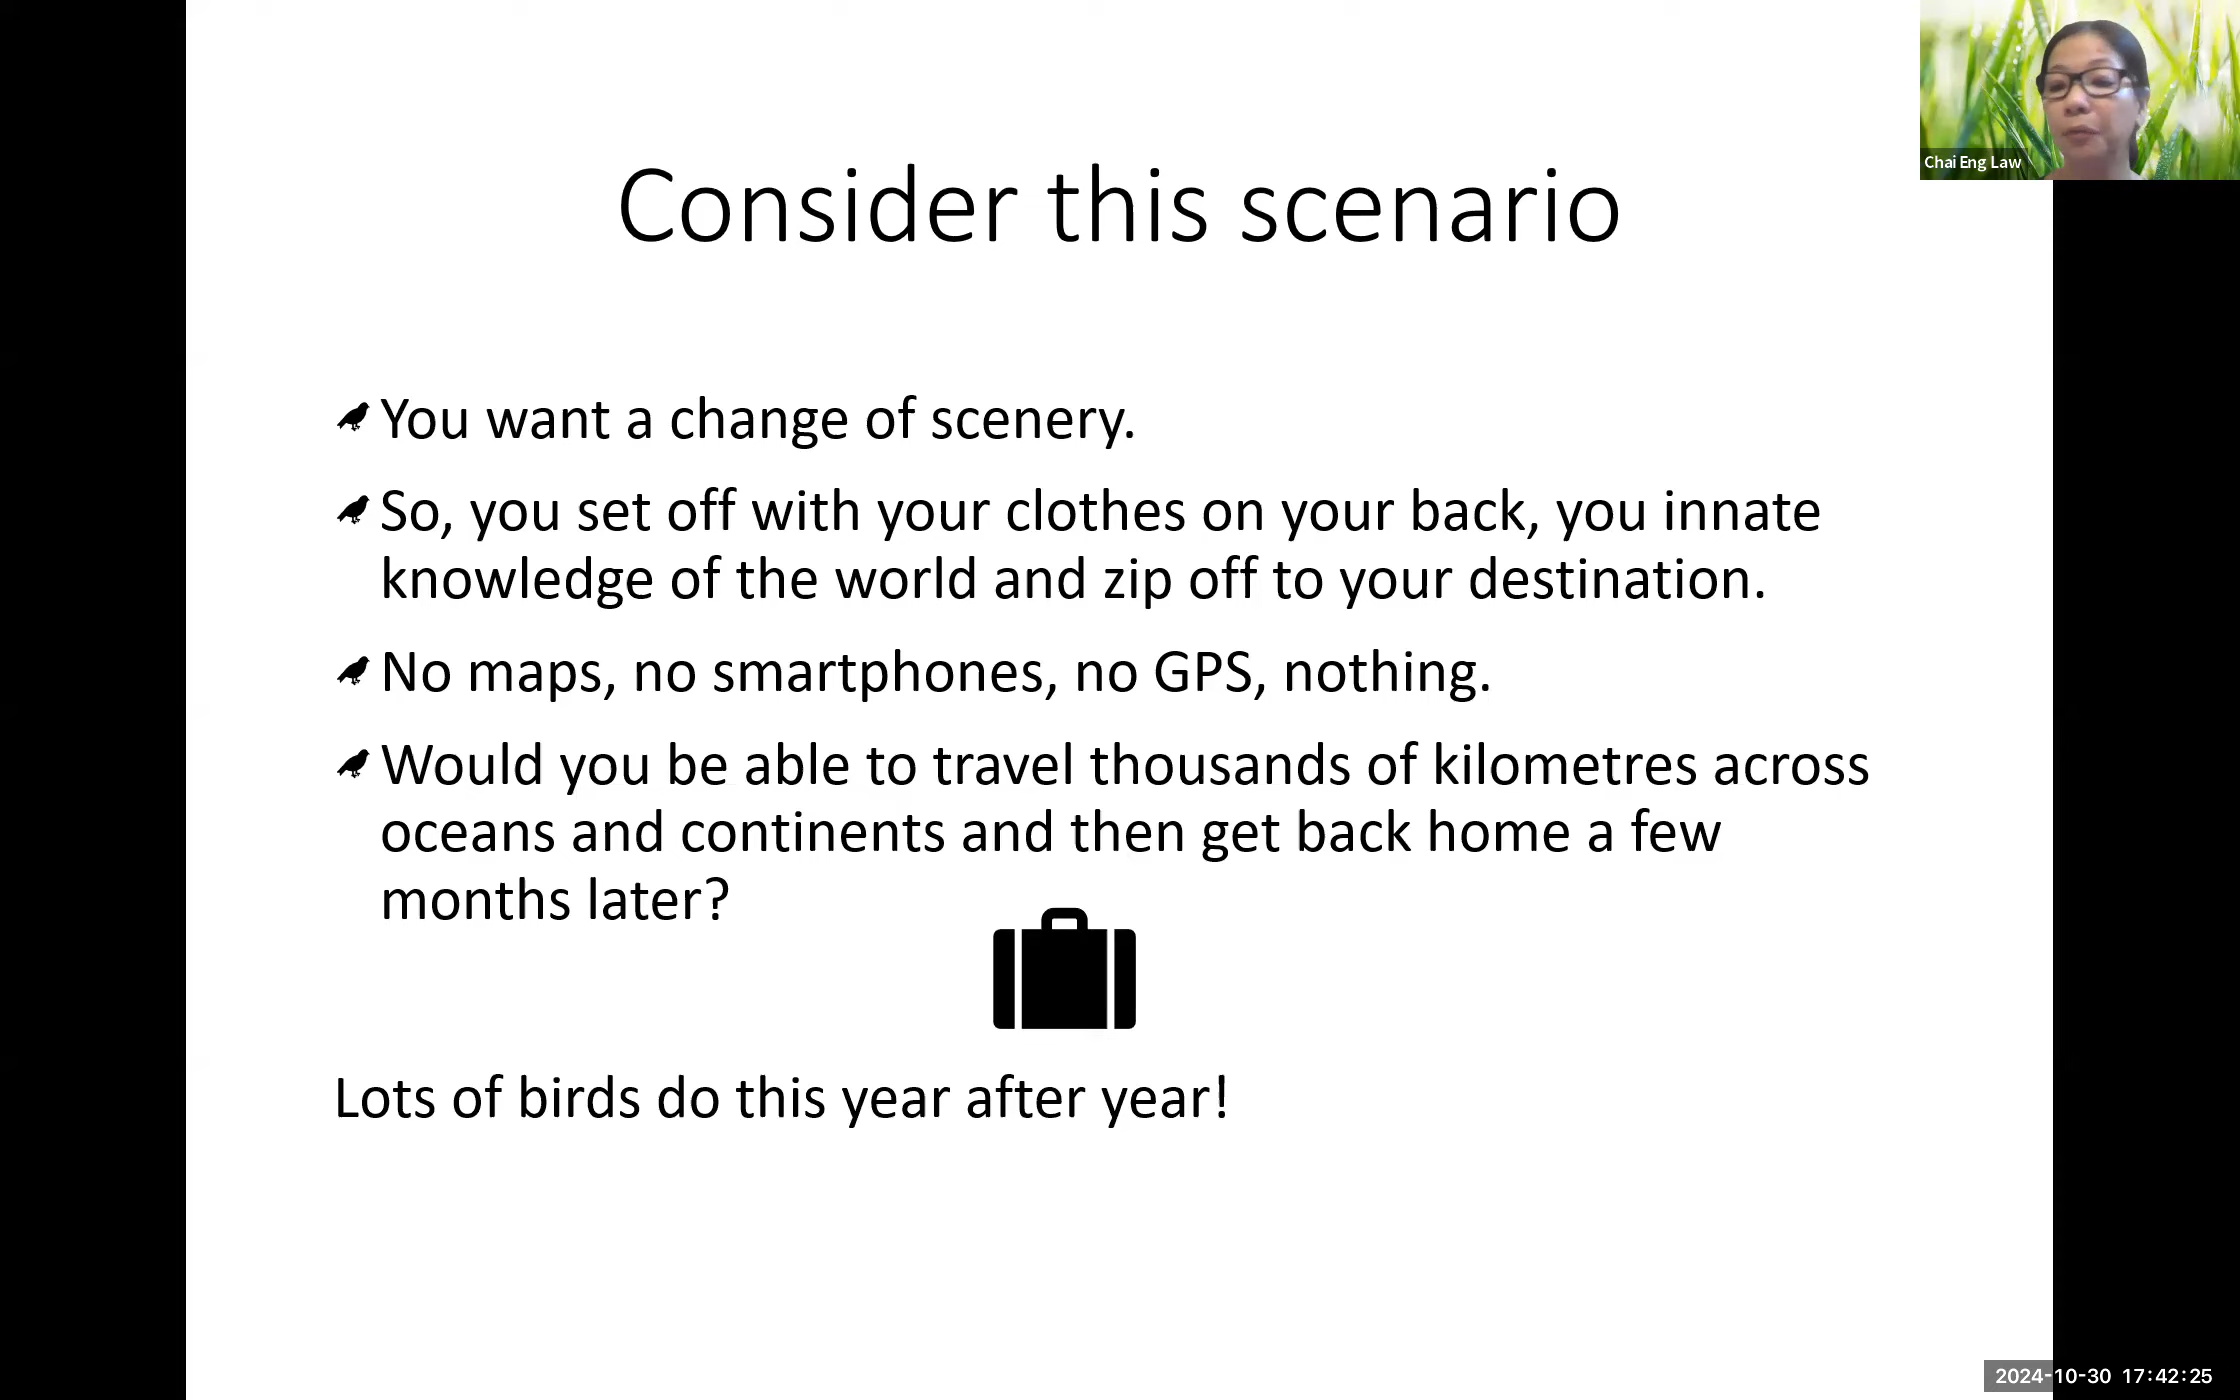 Chai Eng Law
Consider this scenario
You want a change of scenery.
So, you set off with your clothes on your back, you innate
knowledge of the world and zip off to your destination.
No maps, no smartphones, no GPS, nothing.
Would you be able to travel thousands of kilometres across
oceans and continents and then get back home a few
months later?
Lots of birds do this year after year!
2024-10-30 17:42:25